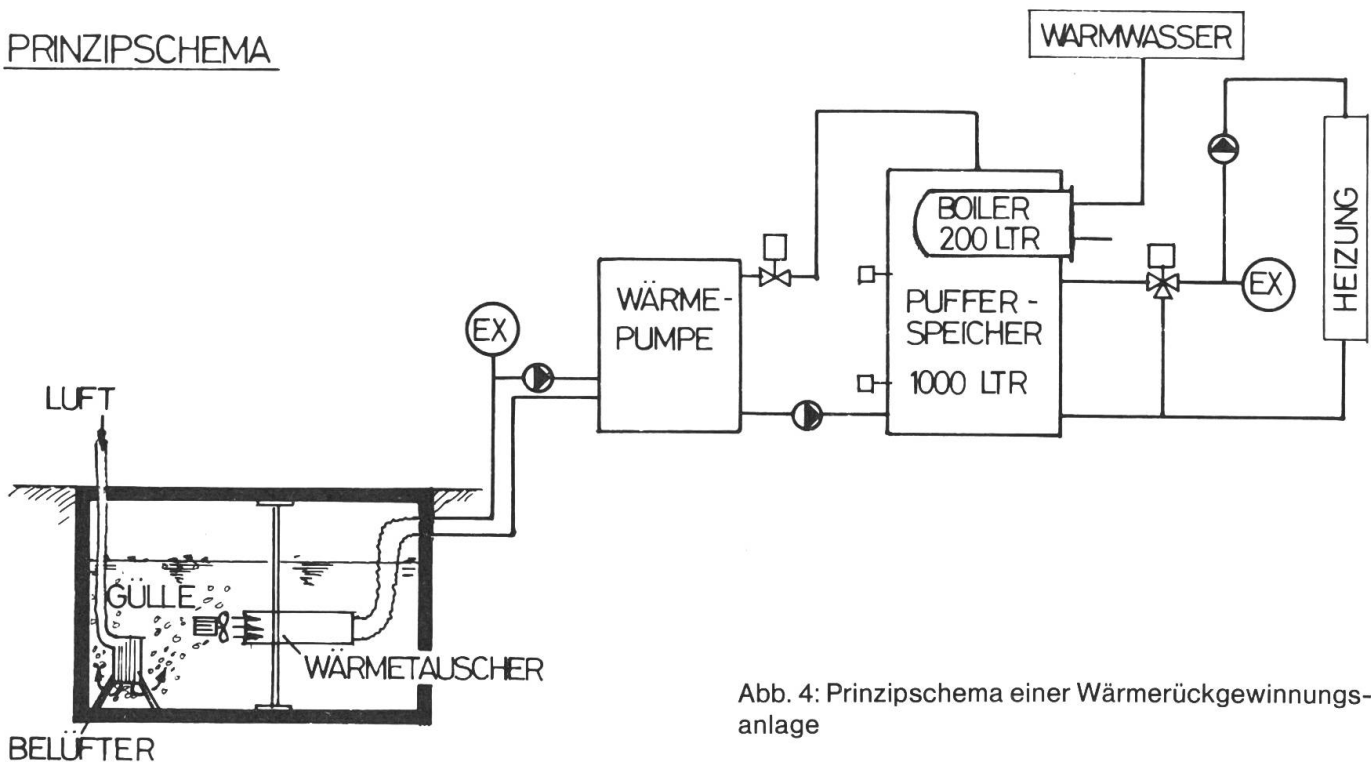 PRINZIPSCHEMA
WARMWASSER
BOILER
200 LTR
HEIZUNG
WÄRME-
PUMPE
PUFFER-
SPEICHER
1000 LTR
EX
EX
LUFT
GÜLLE
WÄRMETAUSCHER
BELÜFTER
Abb. 4: Prinzipschema einer Wärmerückgewinnungs-
anlage